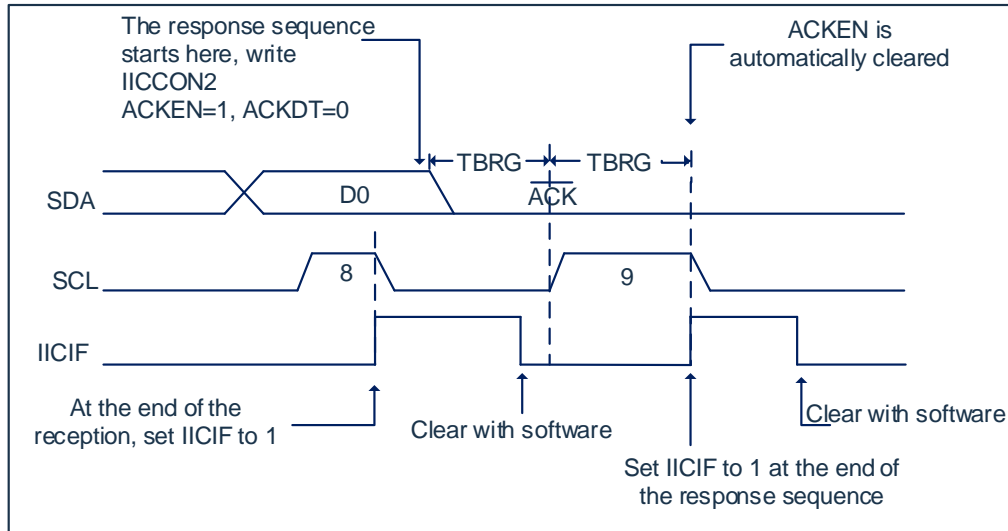 The response sequence
starts here, write
IICCON2
ACKEN=1, ACKDT=0
ACKEN is
automatically cleared
TBRG
TBRG
SDA
D0
ACK
SCL
8
9
IICIF
At the end of the
reception, set IICIF to 1
Clear with software
Clear with software
Set IICIF to 1 at the end of
the response sequence